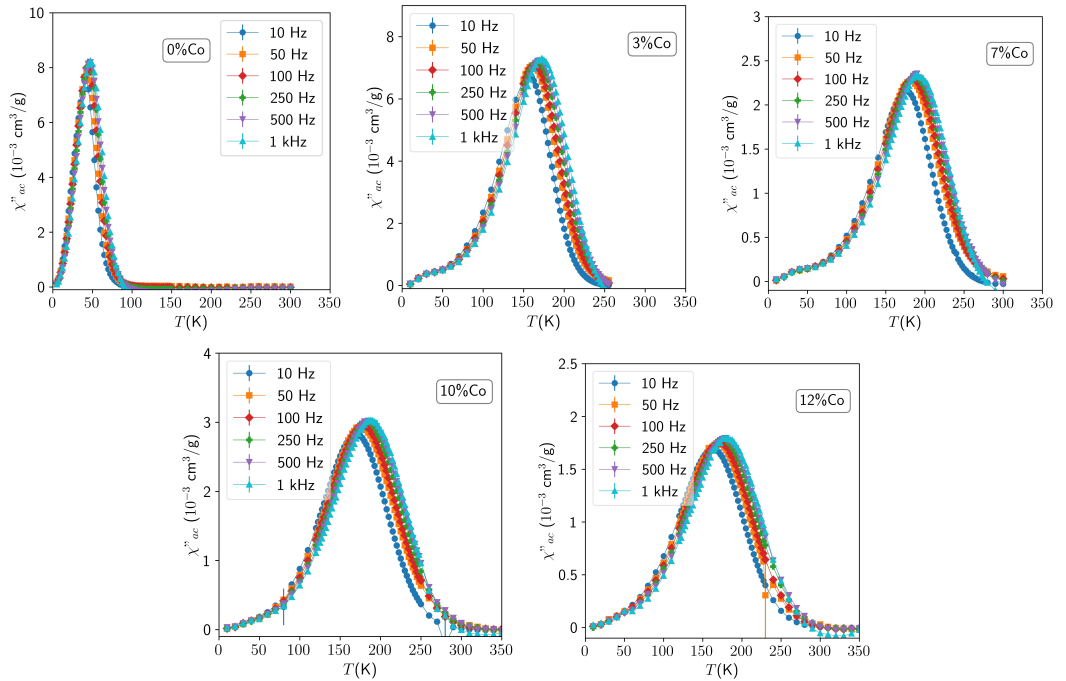 10
8
6
4
2
0
0 50 100 150 200 250 300 350
T(K)
χ''ac (10⁻³ cm³/g)
0%Co
10 Hz
50 Hz
100 Hz
250 Hz
500 Hz
1 kHz
8
6
4
2
0
0 50 100 150 200 250 300 350
T(K)
χ''ac (10⁻³ cm³/g)
3%Co
10 Hz
50 Hz
100 Hz
250 Hz
500 Hz
1 kHz
3
2.5
2
1.5
1
0.5
0
0 50 100 150 200 250 300 350
T(K)
χ''ac (10⁻³ cm³/g)
7%Co
10 Hz
50 Hz
100 Hz
250 Hz
500 Hz
1 kHz
4
3
2
1
0
0 50 100 150 200 250 300 350
T(K)
χ''ac (10⁻³ cm³/g)
10%Co
10 Hz
50 Hz
100 Hz
250 Hz
500 Hz
1 kHz
2.5
2
1.5
1
0.5
0
0 50 100 150 200 250 300 350
T(K)
χ''ac (10⁻³ cm³/g)
12%Co
10 Hz
50 Hz
100 Hz
250 Hz
500 Hz
1 kHz